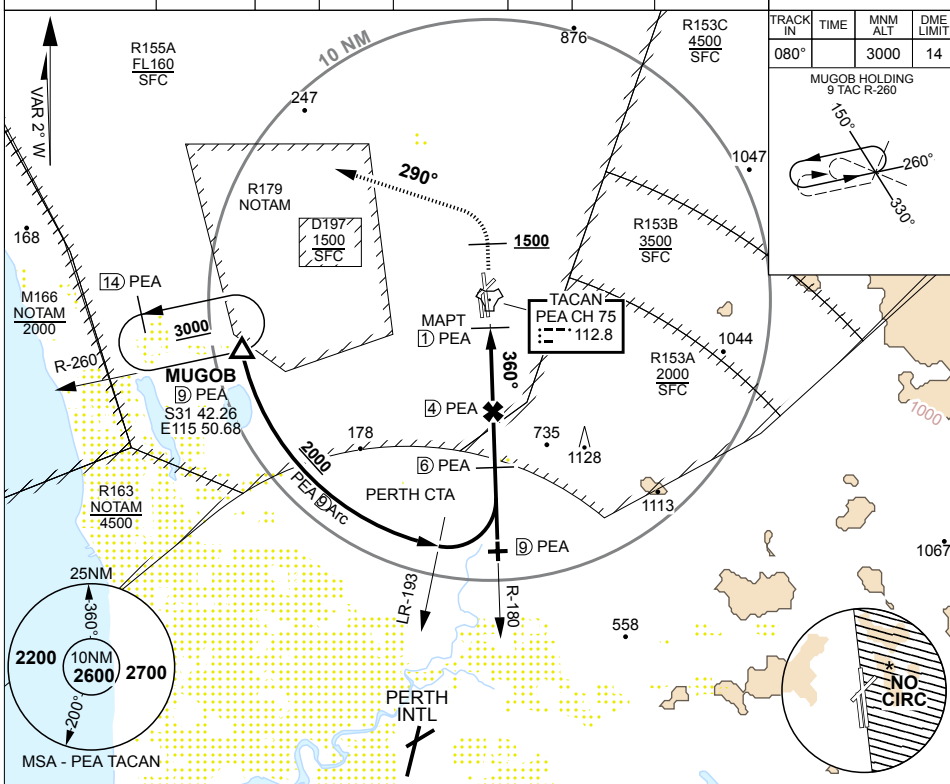 TRACK IN
TIME
MNM ALT
DME LIMIT
080°
3000
14
MUGOB HOLDING
9 TAC R-260
150°
260°
330°
R155A
FL160
SFC
VAR 2° W
10 NM
876
R153C
4500
SFC
247
1047
290°
R179
NOTAM
D197
1500
SFC
1500
R153B
3500
SFC
168
M166
NOTAM
2000
14 PEA
3000
R-260
MUGOB
9 PEA
S31 42.26
E115 50.68
MAPT
1 PEA
TACAN
PEA CH 75
112.8
360°
R153A
2000
SFC
1044
1000
4 PEA
178
2000
PEA 9 Arc
735
1128
6 PEA
PERTH CTA
1113
R163
NOTAM
4500
9 PEA
1067
LR-193
R-180
558
25NM
360°
2200
10NM
2600
2700
200°
MSA - PEA TACAN
PERTH
INTL
*
NO
CIRC